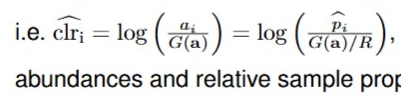 i.e. $\widehat{\mathrm{clr}}_i = \log\left(\frac{a_i}{G(\mathbf{a})}\right) = \log\left(\frac{\widehat{p_i}}{G(\mathbf{a})/R}\right)$,
abundances and relative sample prop